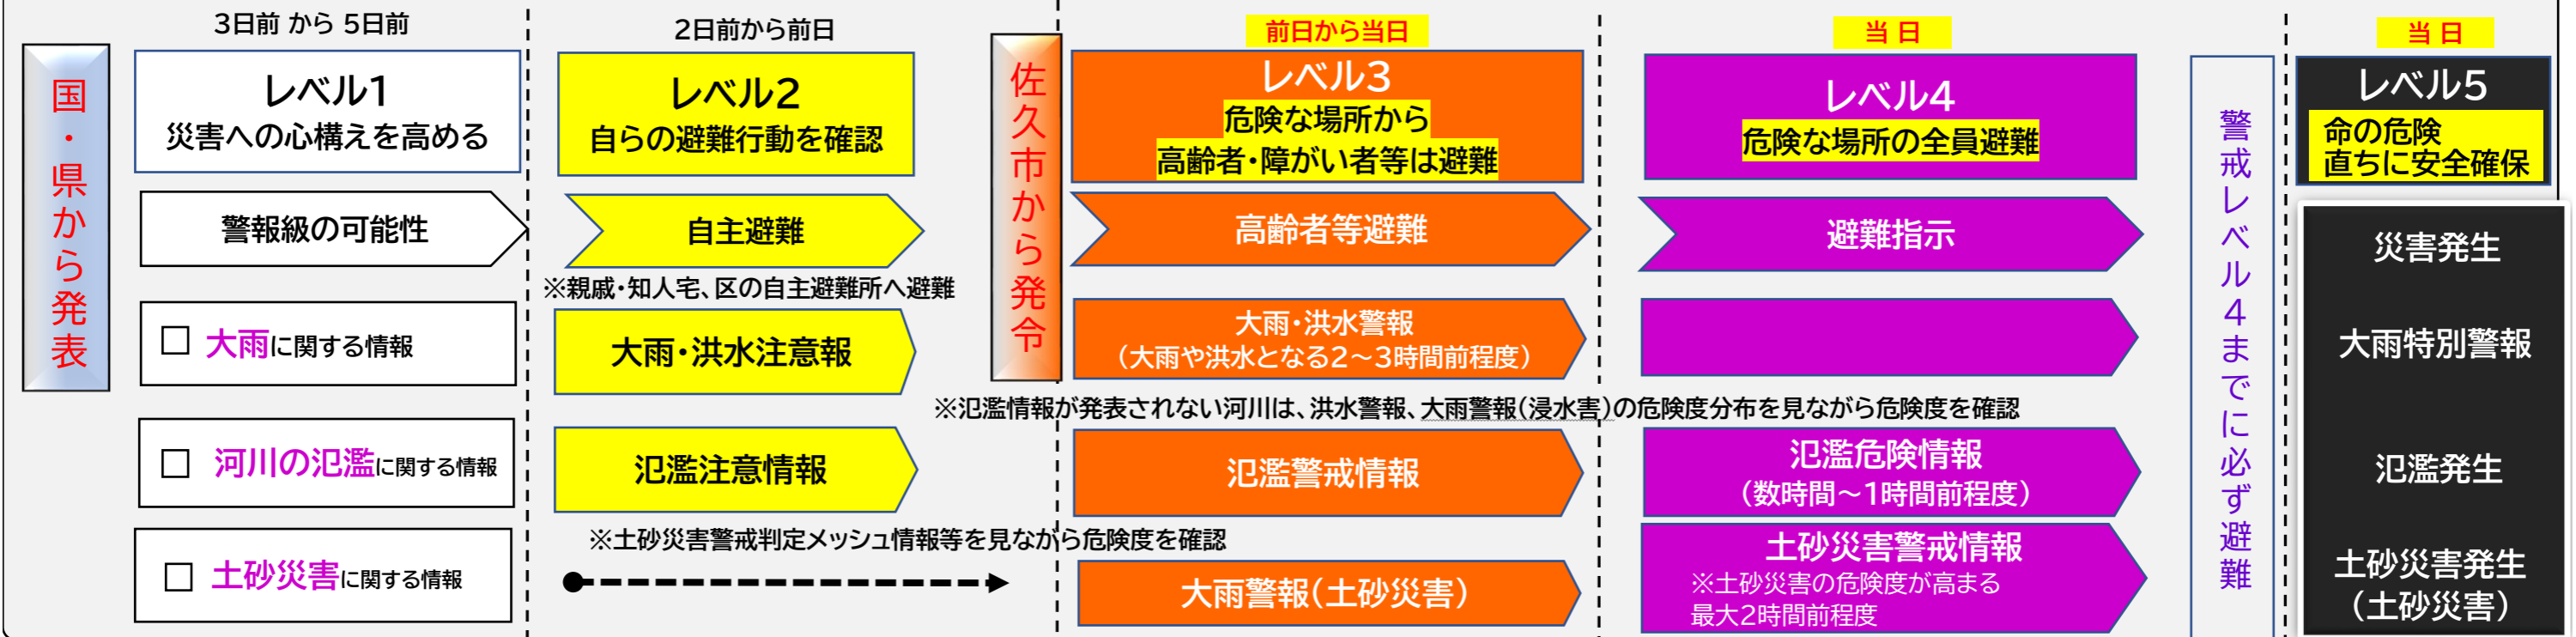 3日前 から 5日前
2日前から前日
前日から当日
当 日
当 日
国・県から発表
レベル1
災害への心構えを高める
レベル2
自らの避難行動を確認
佐久市から発令
レベル3
危険な場所から
高齢者・障がい者等は避難
レベル4
危険な場所の全員避難
警戒レベル4までに必ず避難
レベル5
命の危険
直ちに安全確保
警報級の可能性
自主避難
高齢者等避難
避難指示
災害発生
※親戚・知人宅、区の自主避難所へ避難
□ 大雨に関する情報
大雨・洪水注意報
大雨・洪水警報
（大雨や洪水となる2～3時間前程度）
大雨特別警報
※氾濫情報が発表されない河川は、洪水警報、大雨警報(浸水害)の危険度分布を見ながら危険度を確認
□ 河川の氾濫に関する情報
氾濫注意情報
氾濫警戒情報
氾濫危険情報
（数時間～1時間前程度）
氾濫発生
※土砂災害警戒判定メッシュ情報等を見ながら危険度を確認
□ 土砂災害に関する情報
大雨警報(土砂災害)
土砂災害警戒情報
※土砂災害の危険度が高まる
最大2時間前程度
土砂災害発生
（土砂災害）